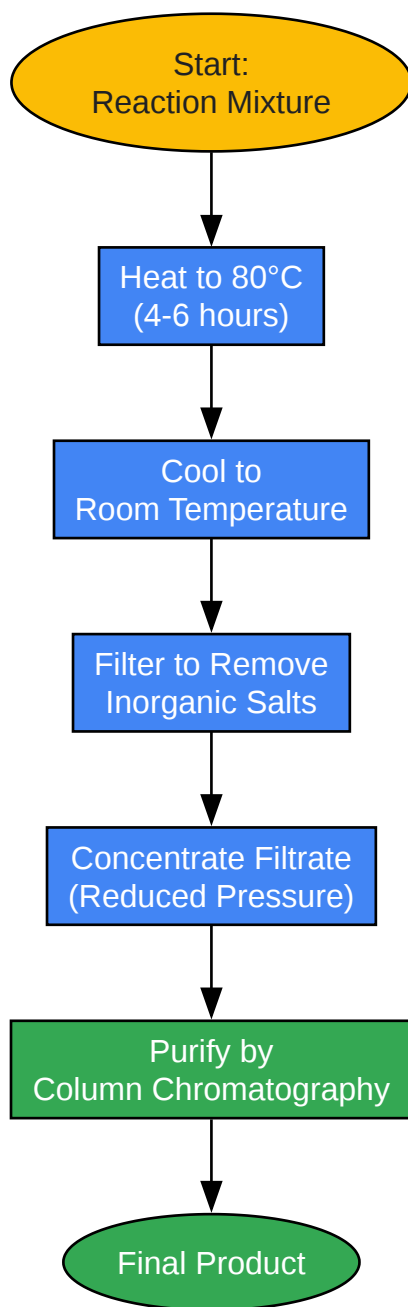 Start:
Reaction Mixture
Heat to 80°C
(4-6 hours)
Cool to
Room Temperature
Filter to Remove
Inorganic Salts
Concentrate Filtrate
(Reduced Pressure)
Purify by
Column Chromatography
Final Product